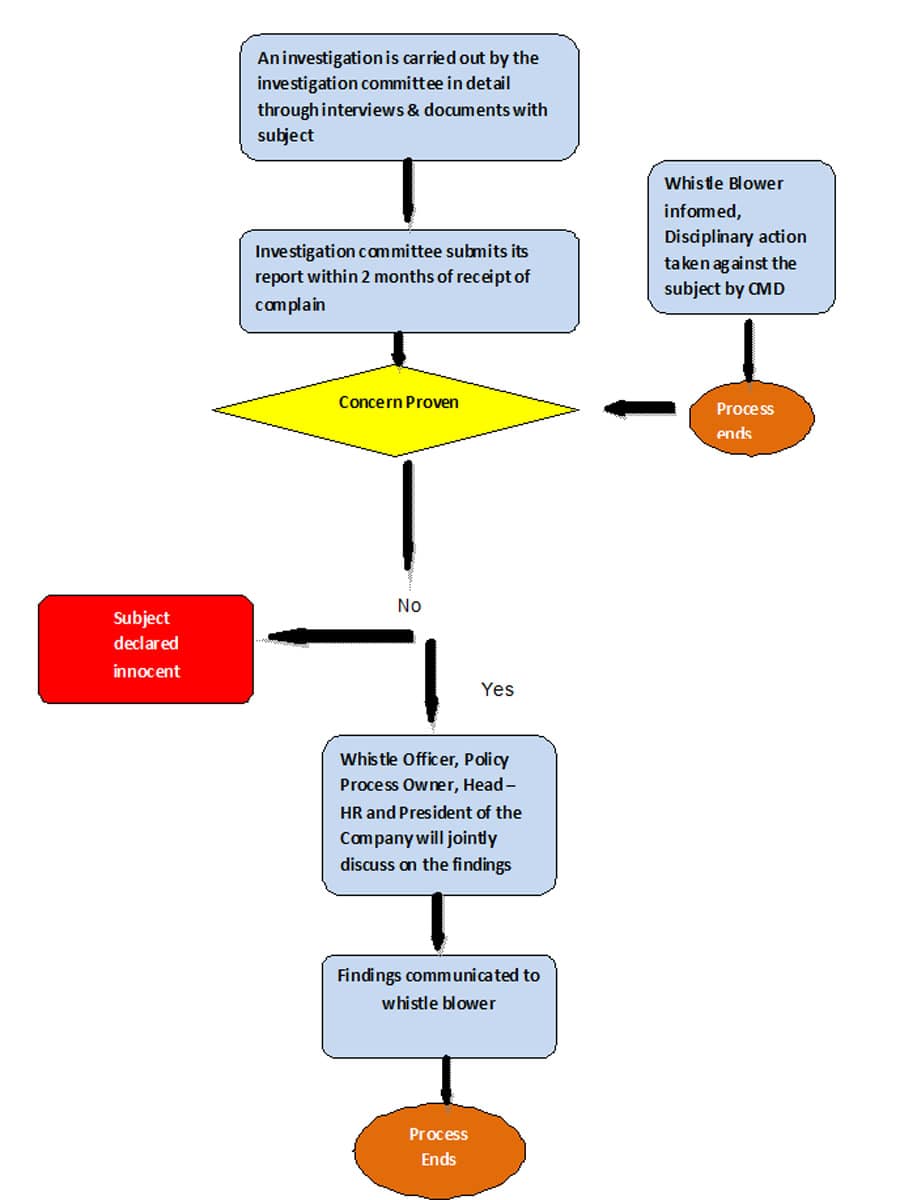 An investigation is carried out by the
investigation committee in detail
through interviews & documents with
subject
Whistle Blower
informed,
Disciplinary action
taken against the
subject by CMD
Investigation committee submits its
report within 2 months of receipt of
complain
Concern Proven
Process
ends
No
Subject
declared
innocent
Yes
Whistle Officer, Policy
Process Owner, Head –
HR and President of the
Company will jointly
discuss on the findings
Findings communicated to
whistle blower
Process
Ends